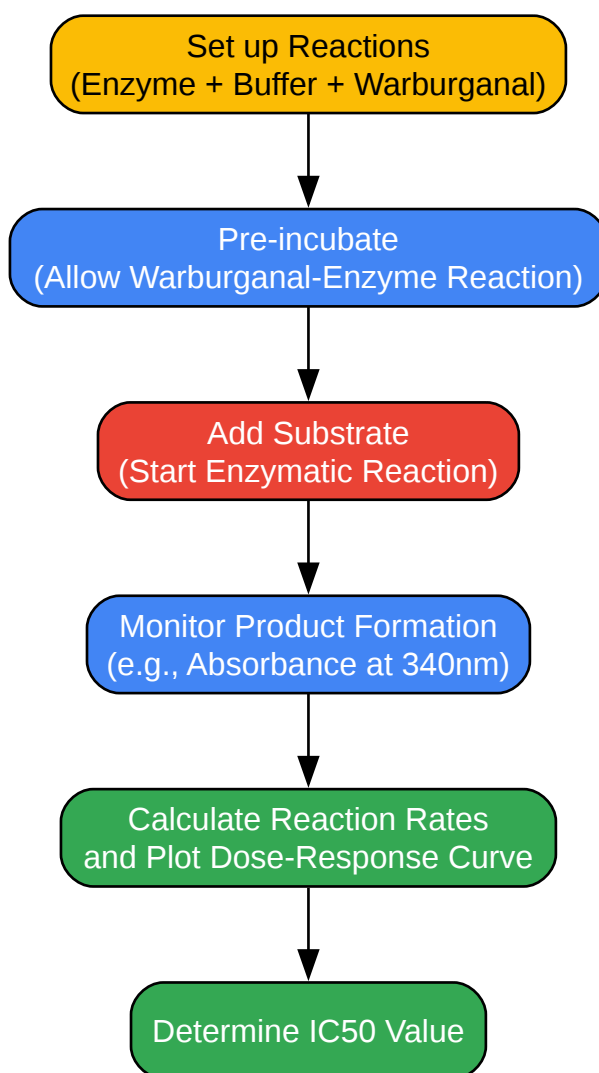 Set up Reactions
(Enzyme + Buffer + Warburganal)
Pre-incubate
(Allow Warburganal-Enzyme Reaction)
Add Substrate
(Start Enzymatic Reaction)
Monitor Product Formation
(e.g., Absorbance at 340nm)
Calculate Reaction Rates
and Plot Dose-Response Curve
Determine IC50 Value